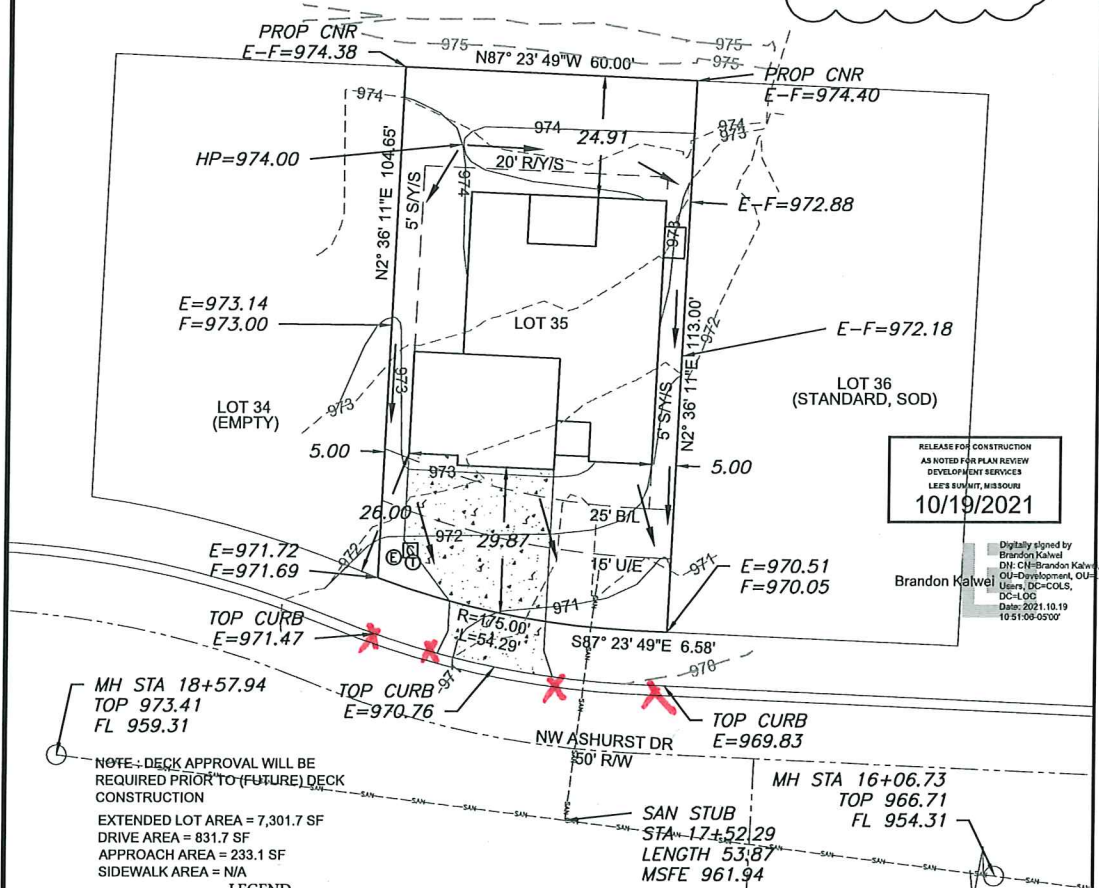 PROP CNR
E-F=974.38
975
975
975
N87° 23' 49"W 60.00'
PROP CNR
E-F=974.40
974
974
24.91
974
973
HP=974.00
20' R/Y/S
N2° 36' 11"E 104.65'
5' S/Y/S
974
E-F=972.88
973
E=973.14
F=973.00
LOT 35
972
E-F=972.18
N2° 36' 11"E 113.00'
LOT 36
(STANDARD, SOD)
973
973
LOT 34
(EMPTY)
5' S/Y/S
5.00
973
5.00
RELEASE FOR CONSTRUCTION
AS NOTED FOR PLAN REVIEW
DEVELOPMENT SERVICES
LEE'S SUMMIT, MISSOURI
10/19/2021
26.00
25' B/L
972
29.87
972
15' U/E
971
E
C
T
E=971.72
F=971.69
E=970.51
F=970.05
Brandon Kalwei
Digitally signed by
Brandon Kalwei
DN: CN=Brandon Kalwei,
OU=Development, OU=
Users, DC=COLS,
DC=LOC
Date: 2021.10.19
10:51:06-05'00'
971
R=175.00'
L=54.29'
S87° 23' 49"E 6.58'
TOP CURB
E=971.47
970
971
TOP CURB
E=970.76
MH STA 18+57.94
TOP 973.41
FL 959.31
TOP CURB
E=969.83
NW ASHURST DR
50' R/W
NOTE: DECK APPROVAL WILL BE
REQUIRED PRIOR TO (FUTURE) DECK
CONSTRUCTION
MH STA 16+06.73
TOP 966.71
FL 954.31
SAN STUB
STA 17+52.29
LENGTH 53.87
MSFE 961.94
EXTENDED LOT AREA = 7,301.7 SF
DRIVE AREA = 831.7 SF
APPROACH AREA = 233.1 SF
SIDEWALK AREA = N/A
LEGEND